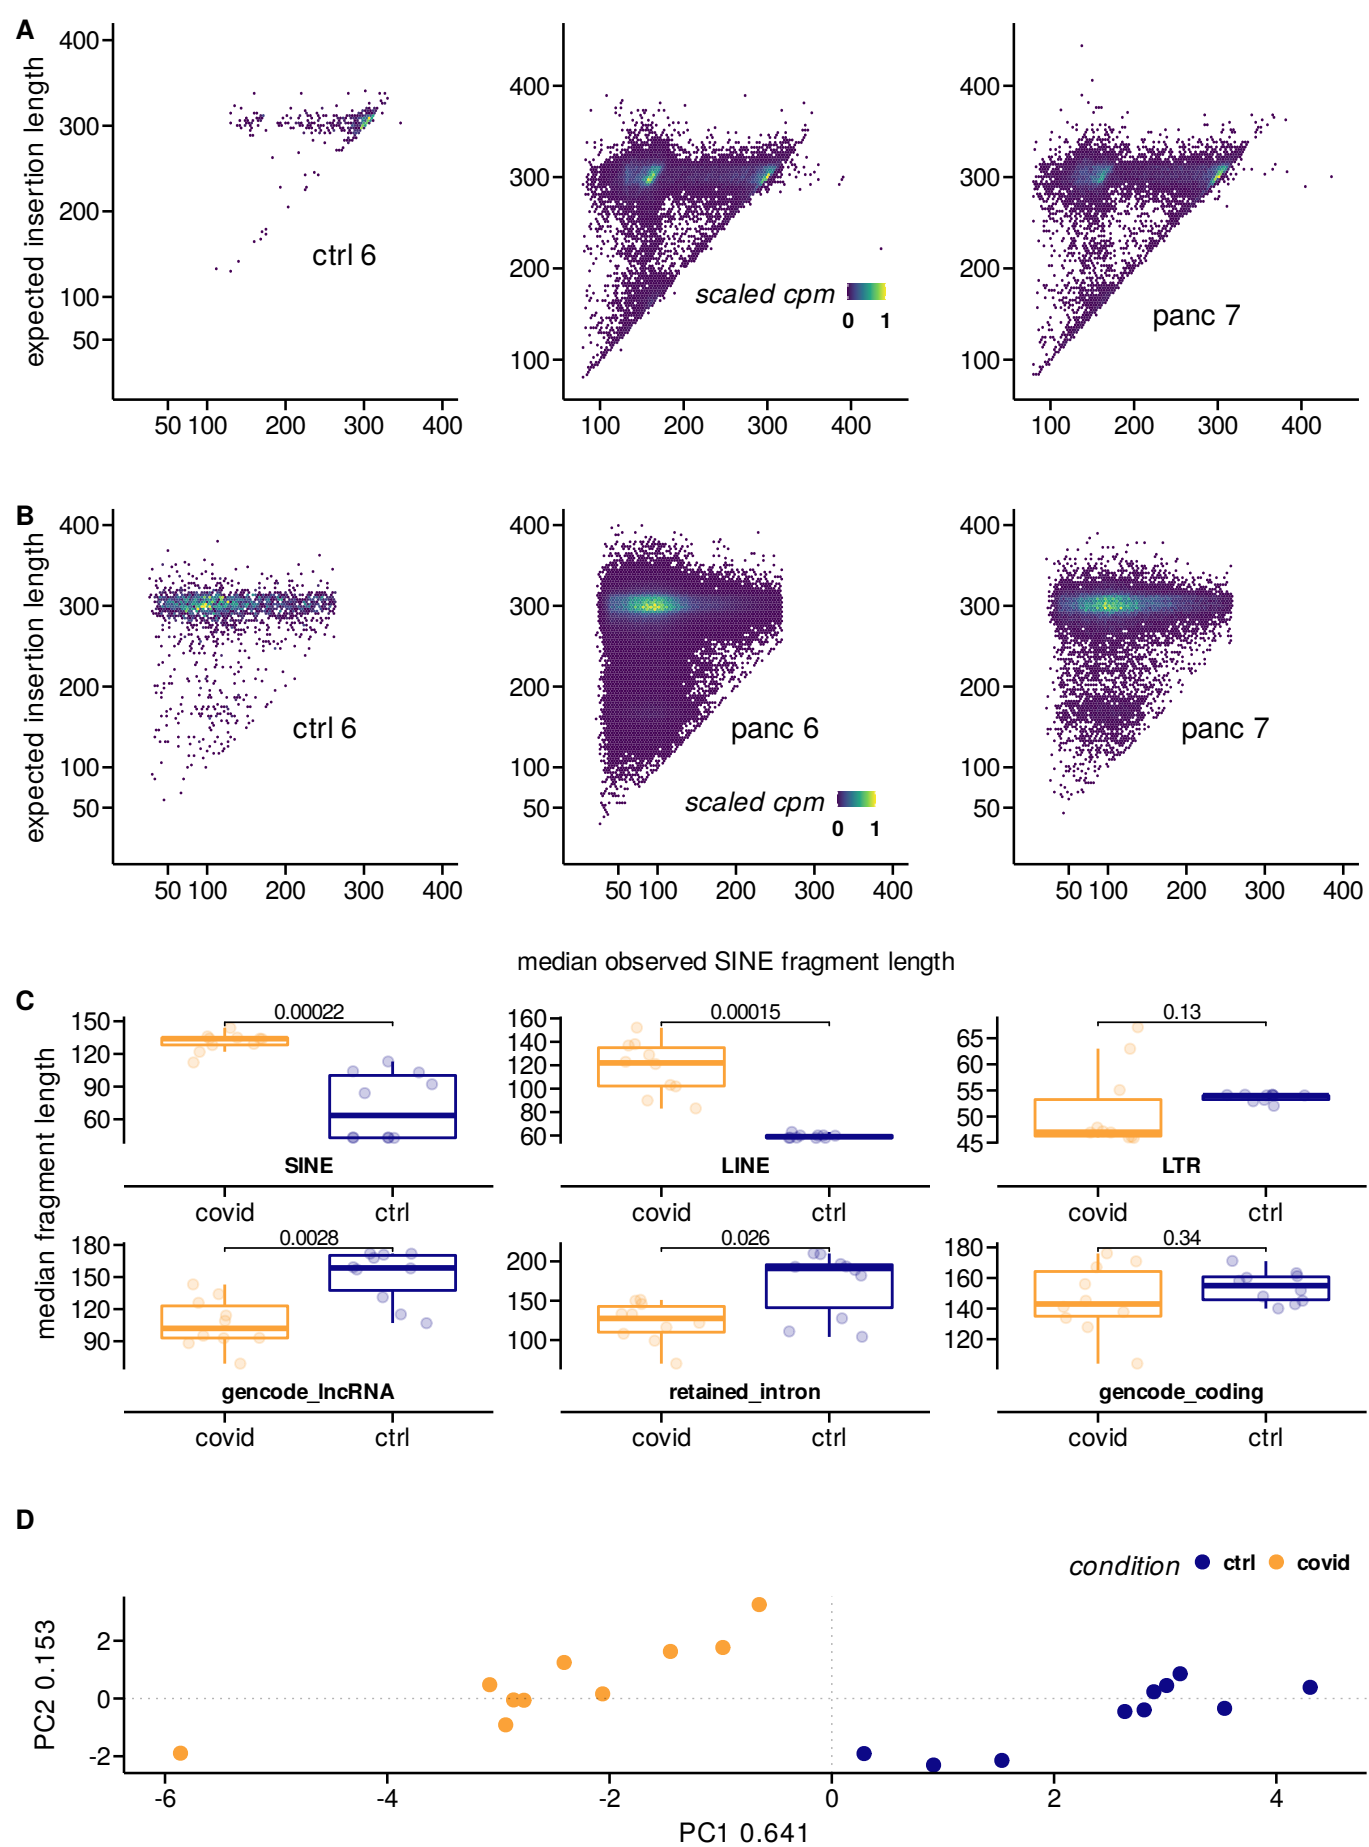 A
expected insertion length
400
300
200
100
50
ctrl 6
50 100 200 300 400
400
300
200
100
scaled cpm
0 1
100 200 300 400
400
300
200
100
panc 7
100 200 300 400
B
expected insertion length
400
300
200
100
50
ctrl 6
50 100 200 300 400
400
300
200
100
50
panc 6
scaled cpm
0 1
50 100 200 300 400
400
300
200
100
50
panc 7
50 100 200 300 400
median observed SINE fragment length
C
median fragment length
150
120
90
60
0.00022
SINE
covid ctrl
160
140
120
100
80
60
0.00015
LINE
covid ctrl
65
60
55
50
45
0.13
LTR
covid ctrl
180
150
120
90
0.0028
gencode_lncRNA
covid ctrl
200
150
100
0.026
retained_intron
covid ctrl
180
160
140
120
0.34
gencode_coding
covid ctrl
D
condition ctrl covid
PC2 0.153
2
0
-2
-6 -4 -2 0 2 4
PC1 0.641